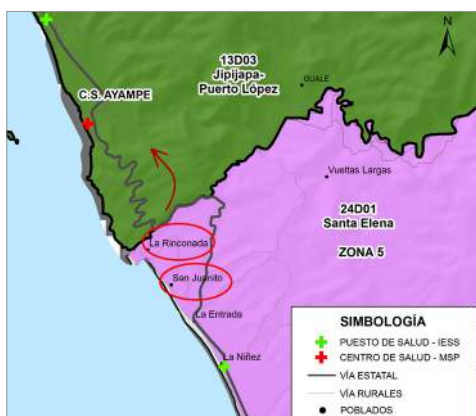 N
13D03
Jipijapa-
Puerto López
GUALE
C.S. AYAMPE
Vueltas Largas
24D01
Santa Elena
ZONA 5
La Rinconada
San Juanito
La Entrada
La Niñez
SIMBOLOGÍA
PUESTO DE SALUD - IESS
CENTRO DE SALUD - MSP
VÍA ESTATAL
VÍA RURALES
POBLADOS